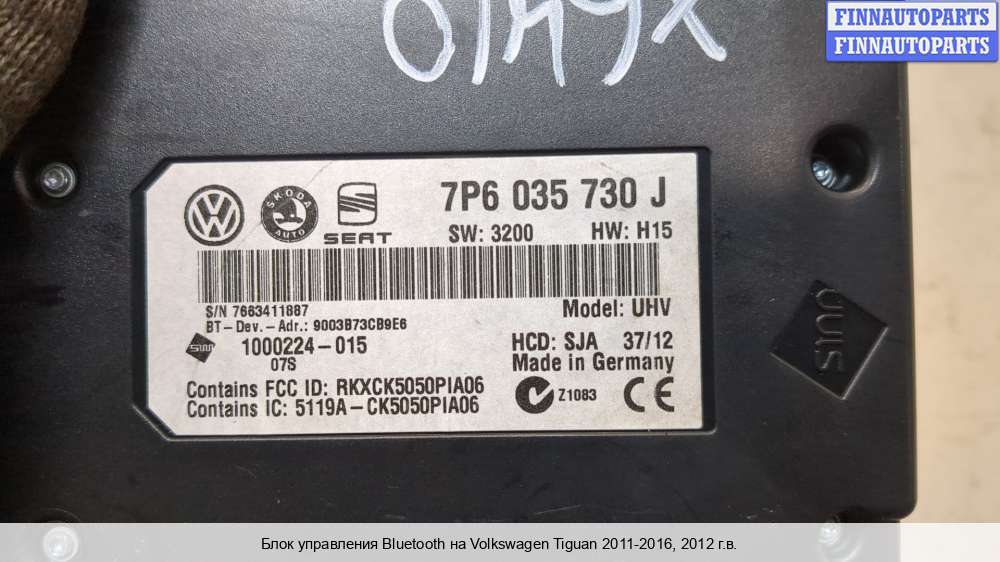 FINNAUTOPARTS
FINNAUTOPARTS
SKODA
AUTO
SEAT
7P6 035 730 J
SW: 3200 HW: H15
S/N 7663411887
Model: UHV
BT-Dev.-Adr.: 9003B73CB9E6
1000224-015
07S
HCD: SJA 37/12
Made in Germany
Contains FCC ID: RKXCK5050PIA06
Contains IC: 5119A-CK5050PIA06
Z1083
CE
Блок управления Bluetooth на Volkswagen Tiguan 2011-2016, 2012 г.в.